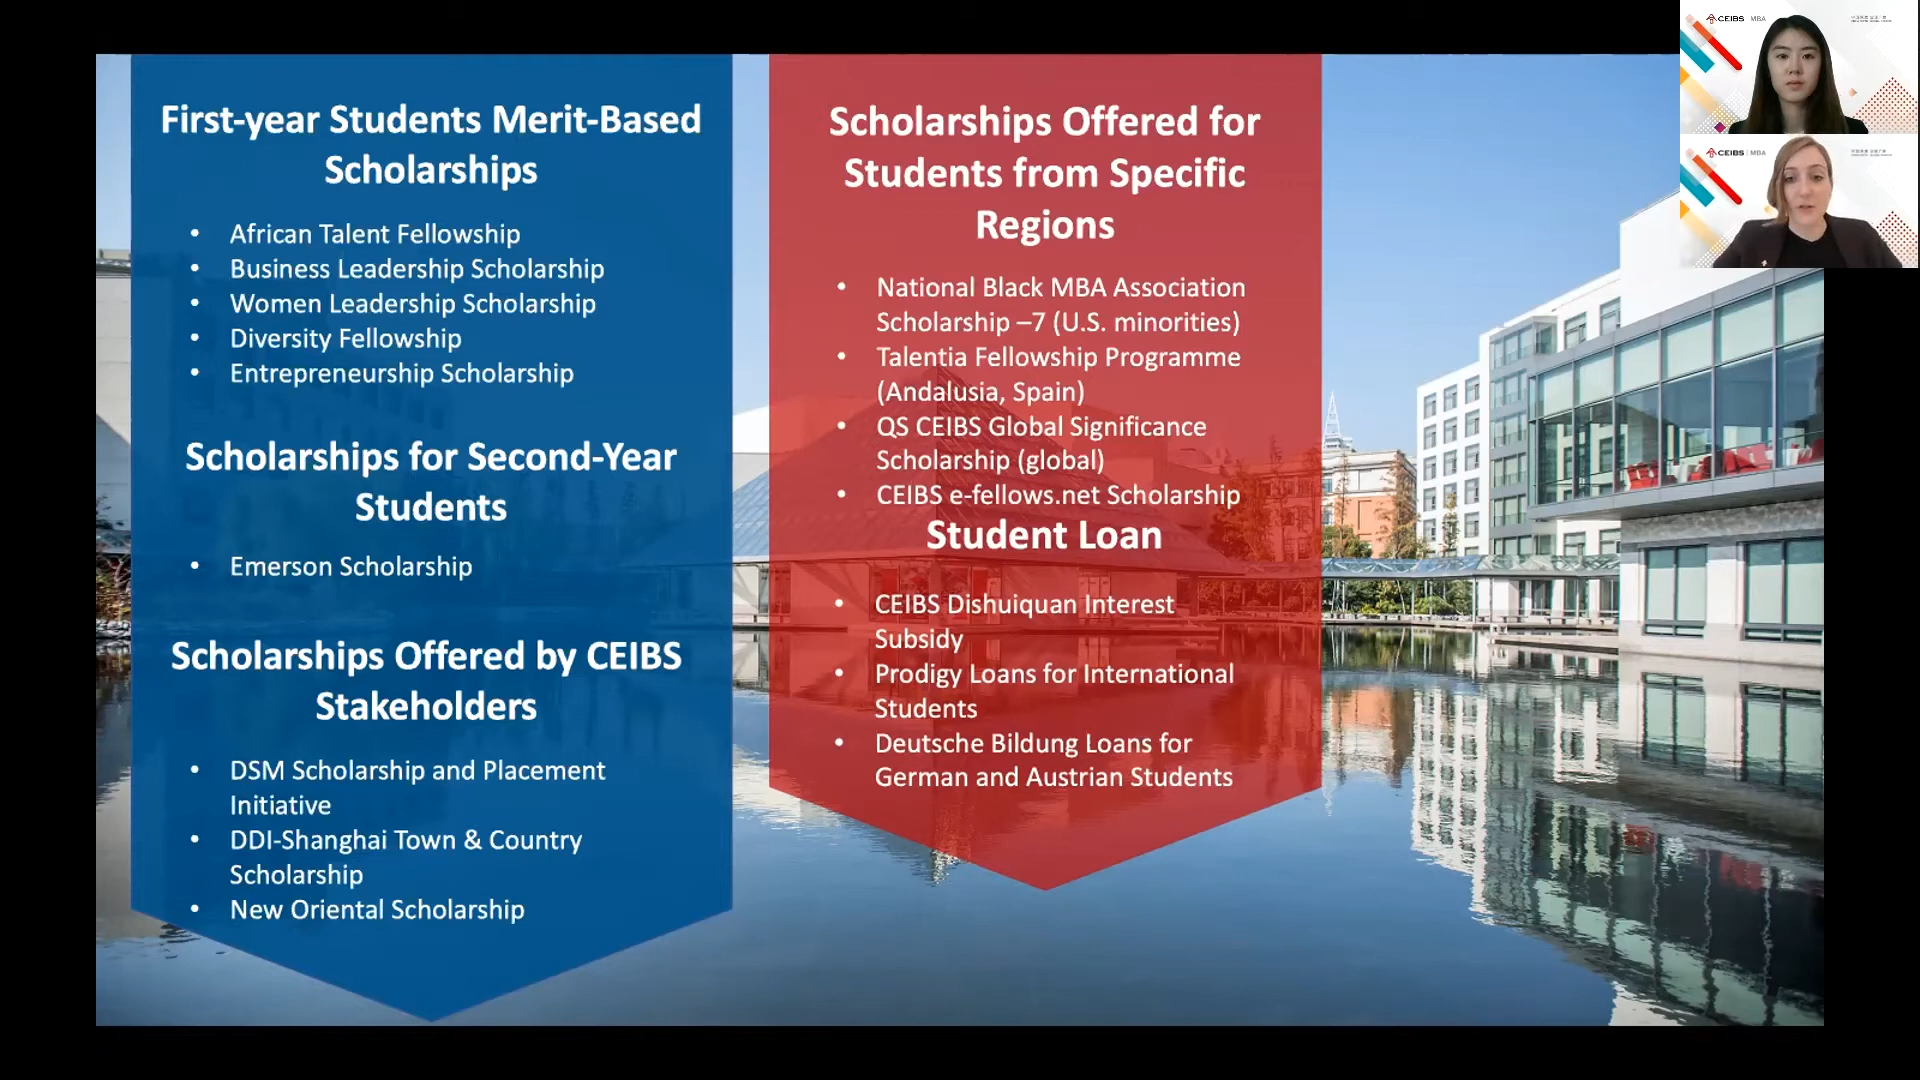 First-year Students Merit-Based
Scholarships
• African Talent Fellowship
• Business Leadership Scholarship
• Women Leadership Scholarship
• Diversity Fellowship
• Entrepreneurship Scholarship
Scholarships for Second-Year
Students
• Emerson Scholarship
Scholarships Offered by CEIBS
Stakeholders
• DSM Scholarship and Placement
Initiative
• DDI-Shanghai Town & Country
Scholarship
• New Oriental Scholarship
Scholarships Offered for
Students from Specific
Regions
• National Black MBA Association
Scholarship –7 (U.S. minorities)
• Talentia Fellowship Programme
(Andalusia, Spain)
• QS CEIBS Global Significance
Scholarship (global)
• CEIBS e-fellows.net Scholarship
Student Loan
• CEIBS Dishuiquan Interest
Subsidy
• Prodigy Loans for International
Students
• Deutsche Bildung Loans for
German and Austrian Students
CEIBS | MBA
CEIBS | MBA